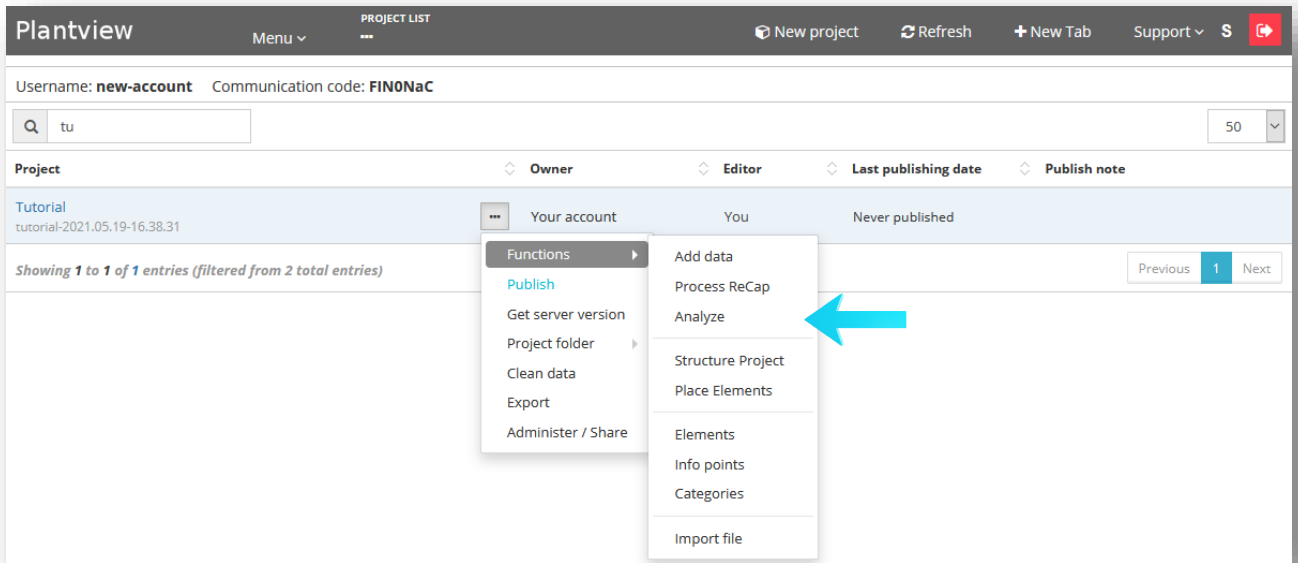 Plantview
Menu
PROJECT LIST
New project
Refresh
New Tab
Support
S
Username: new-account Communication code: FIN0NaC
tu
50
Project Owner Editor Last publishing date Publish note
Tutorial
tutorial-2021.05.19-16.38.31
Your account You Never published
Showing 1 to 1 of 1 entries (filtered from 2 total entries)
Previous 1 Next
Functions
Publish
Get server version
Project folder
Clean data
Export
Administer / Share
Add data
Process ReCap
Analyze
Structure Project
Place Elements
Elements
Info points
Categories
Import file